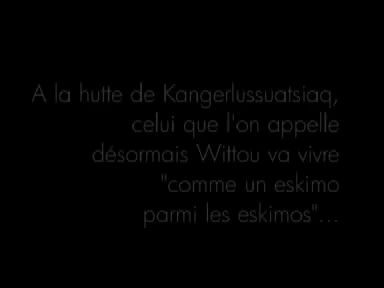 A la hutte de Kangerlussuatsiaq,
celui que l'on appelle
désormais Wittou va vivre
"comme un eskimo
parmi les eskimos"...